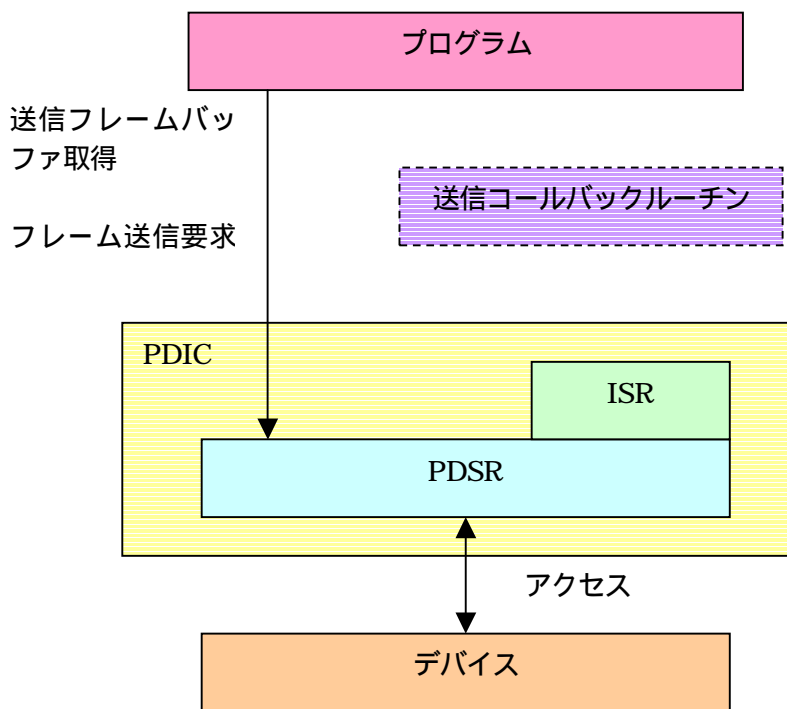 プログラム
送信フレームバッ
ファ取得
送信コールバックルーチン
フレーム送信要求
PDIC
ISR
PDSR
アクセス
デバイス